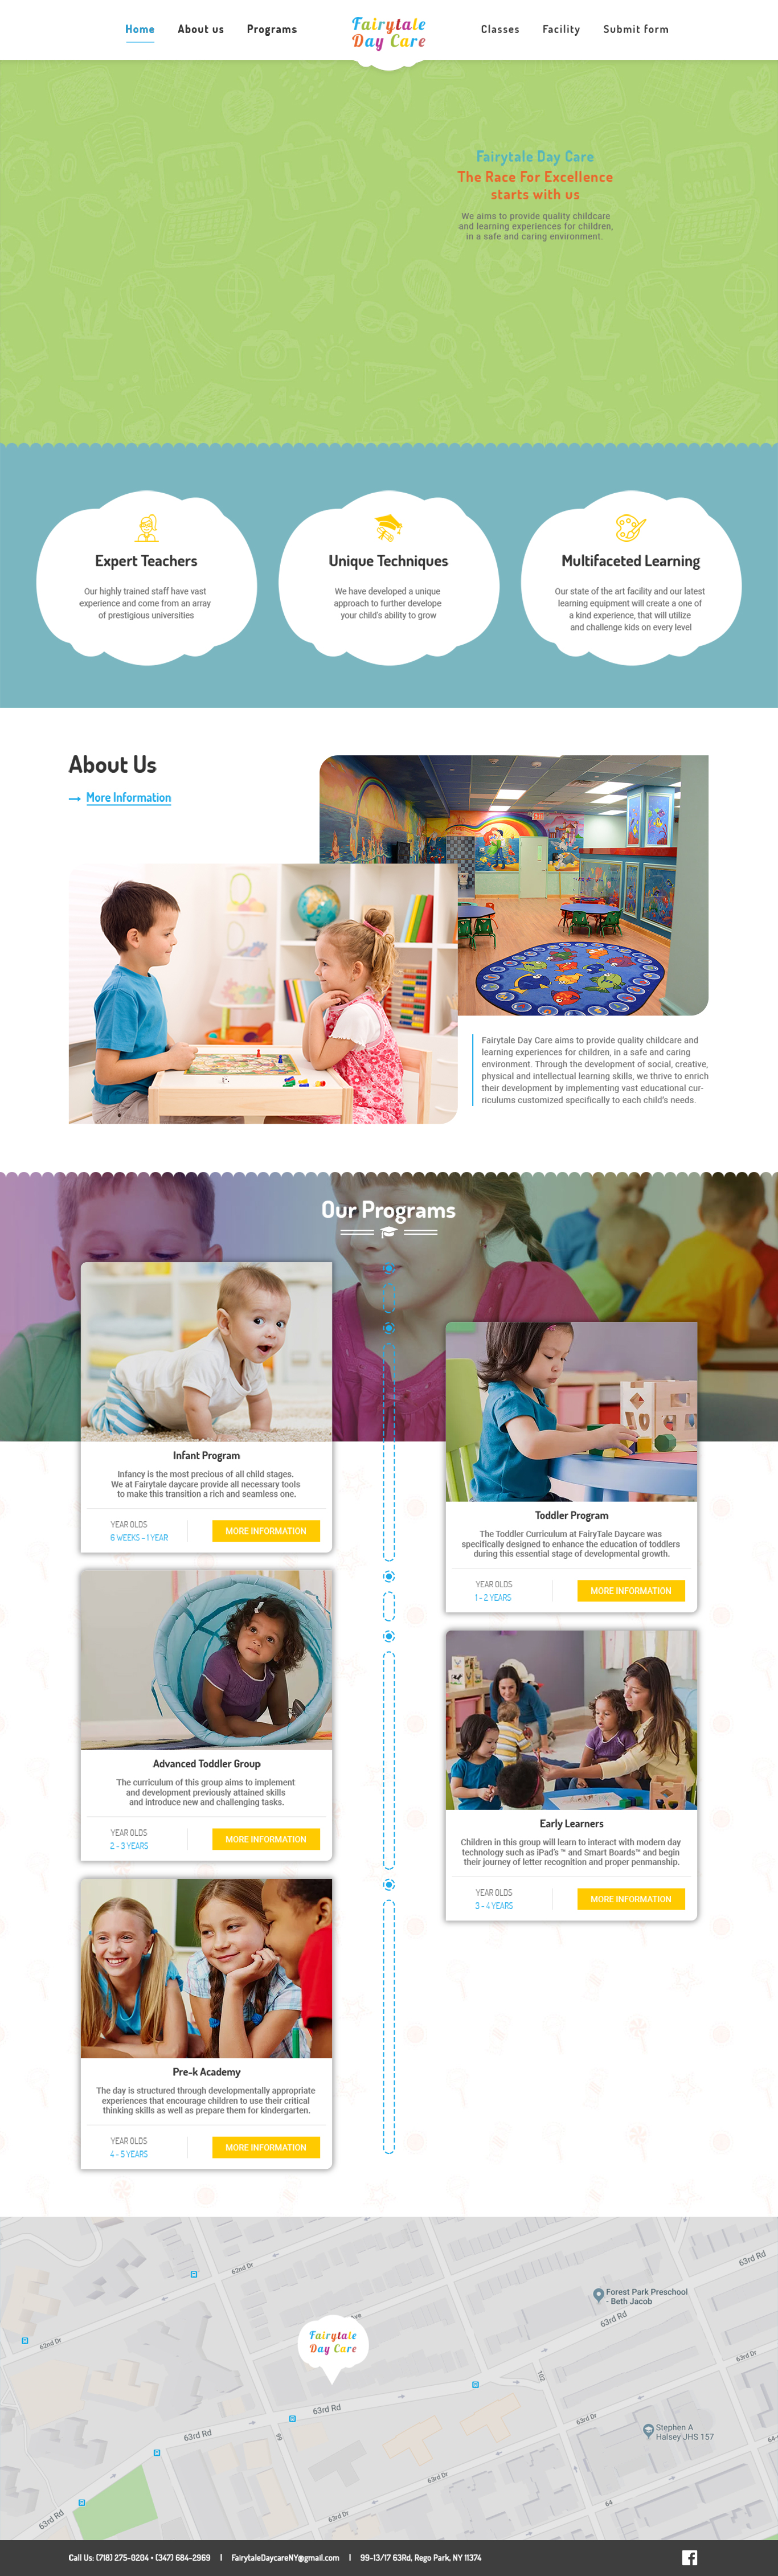 Home About us Programs
Fairytale
Day Care
Classes Facility Submit form
Fairytale Day Care
The Race For Excellence
starts with us
We aims to provide quality childcare
and learning experiences for children,
in a safe and caring environment.
A+B=C
Expert Teachers
Our highly trained staff have vast
experience and come from an array
of prestigious universities
Unique Techniques
We have developed a unique
approach to further develope
your child's ability to grow
Multifaceted Learning
Our state of the art facility and our latest
learning equipment will create a one of
a kind experience, that will utilize
and challenge kids on every level
About Us
More Information
Fairytale Day Care aims to provide quality childcare and
learning experiences for children, in a safe and caring
environment. Through the development of social, creative,
physical and intellectual learning skills, we thrive to enrich
their development by implementing vast educational cur-
riculums customized specifically to each child's needs.
Our Programs
Infant Program
Infancy is the most precious of all child stages.
We at Fairytale daycare provide all necessary tools
to make this transition a rich and seamless one.
YEAR OLDS
6 WEEKS - 1 YEAR
MORE INFORMATION
Toddler Program
The Toddler Curriculum at FairyTale Daycare was
specifically designed to enhance the education of toddlers
during this essential stage of developmental growth.
YEAR OLDS
1 - 2 YEARS
MORE INFORMATION
Advanced Toddler Group
The curriculum of this group aims to implement
and development previously attained skills
and introduce new and challenging tasks.
YEAR OLDS
2 - 3 YEARS
MORE INFORMATION
Early Learners
Children in this group will learn to interact with modern day
technology such as iPad's ™ and Smart Boards™ and begin
their journey of letter recognition and proper penmanship.
YEAR OLDS
3 - 4 YEARS
MORE INFORMATION
Pre-k Academy
The day is structured through developmentally appropriate
experiences that encourage children to use their critical
thinking skills as well as prepare them for kindergarten.
YEAR OLDS
4 - 5 YEARS
MORE INFORMATION
62nd Dr
63rd Rd
Forest Park Preschool
- Beth Jacob
63rd Rd
62nd Dr
Fairytale
Day Care
63rd Dr
102
63rd Rd
63rd Dr
Stephen A
Halsey JHS 157
63rd Rd
99
63rd Dr
64
63rd Rd
63rd Dr
Call Us: (718) 275-0204 • (347) 684-2969 | FairytaleDaycareNY@gmail.com | 99-13/17 63Rd, Rego Park, NY 11374